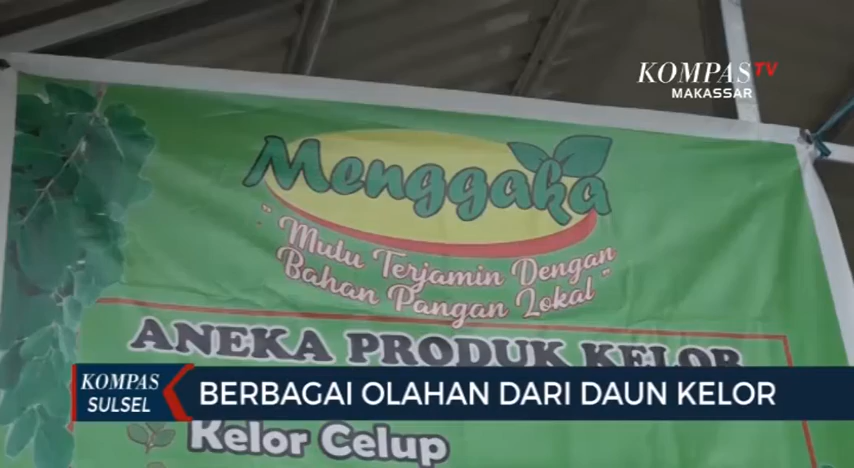 KOMPAS TV
MAKASSAR
Menggaka
" Mutu Terjamin Dengan
Bahan Pangan Lokal "
ANEKA PRODUK KELOR
KOMPAS
SULSEL
BERBAGAI OLAHAN DARI DAUN KELOR
Kelor Celup